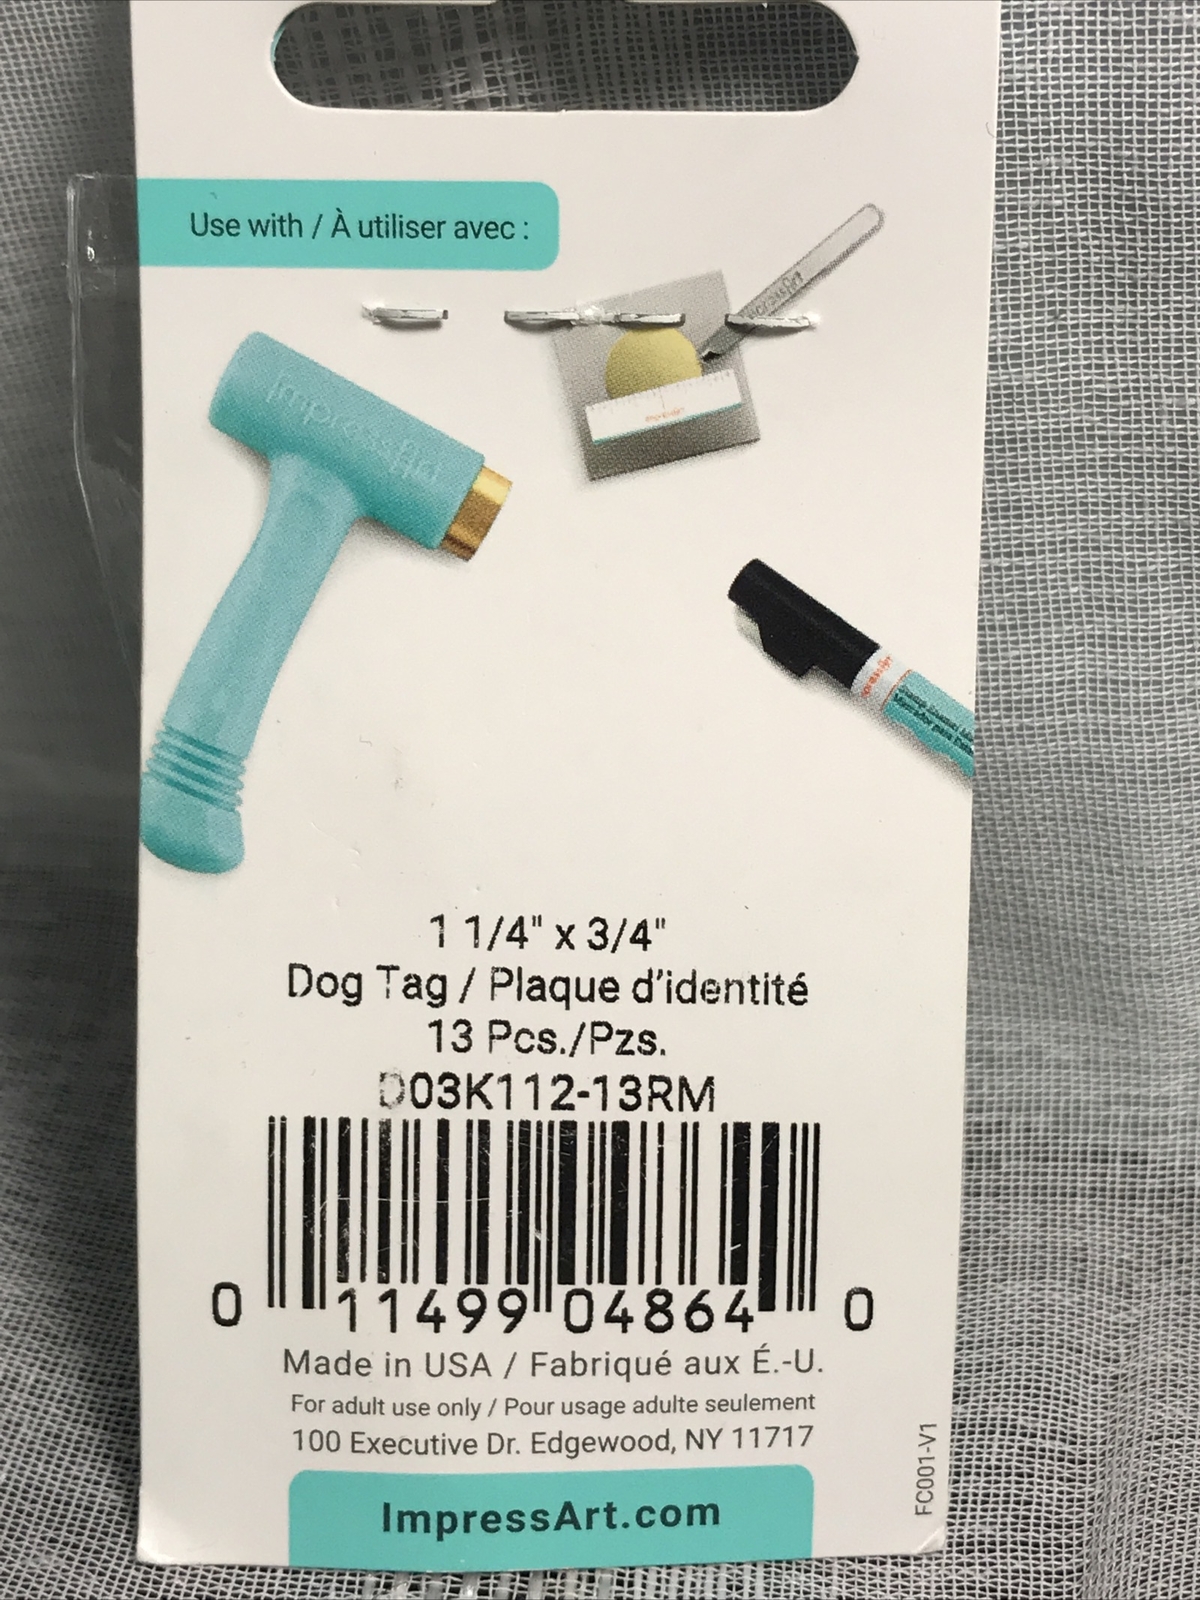 Use with / À utiliser avec :
ImpressArt
ImpressArt
1 1/4" x 3/4"
Dog Tag / Plaque d'identité
13 Pcs./Pzs.
D03K112-13RM
0 11499 04864 0
Made in USA / Fabriqué aux É.-U.
For adult use only / Pour usage adulte seulement
100 Executive Dr. Edgewood, NY 11717
FC001-V1
ImpressArt.com